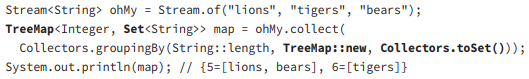 Stream<String> ohMy = Stream.of("lions", "tigers", "bears");
TreeMap<Integer, Set<String>> map = ohMy.collect(
Collectors.groupingBy(String::length, TreeMap::new, Collectors.toSet()));
System.out.println(map); // {5=[lions, bears], 6=[tigers]}